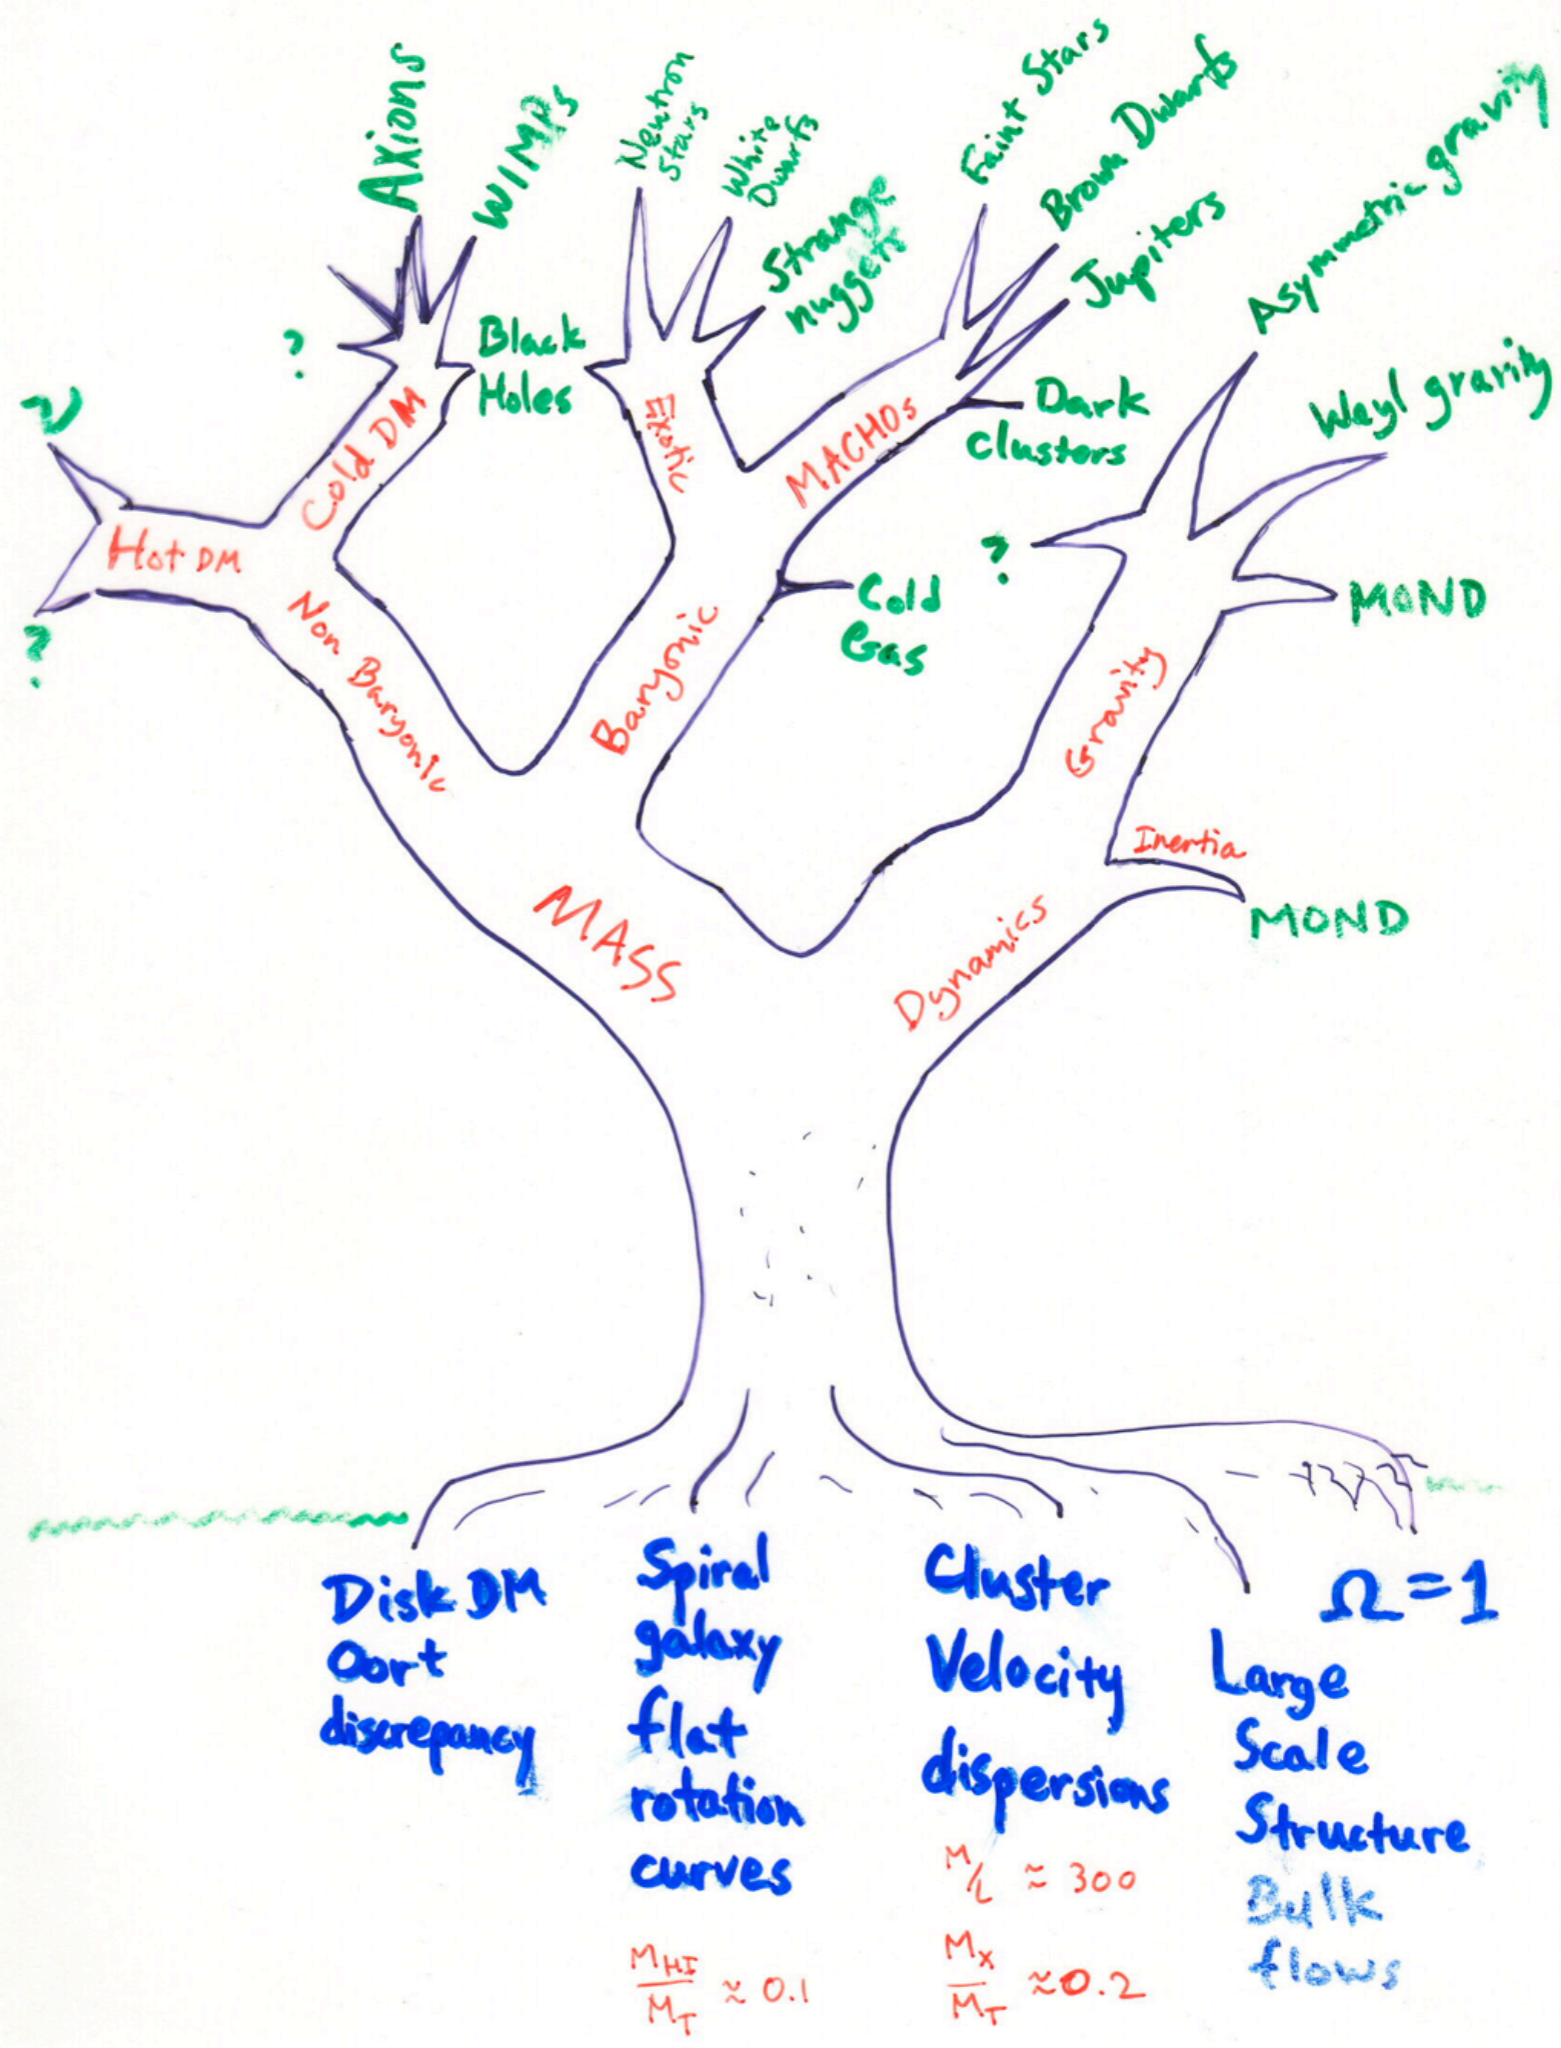 Axions
WIMPs
Neutron
Stars
White
Dwarfs
Strange
nuggets
Faint Stars
Brown Dwarfs
Jupiters
Asymmetric gravity
Weyl gravity
?
Black
Holes
ν
Cold DM
Exotic
MACHOs
Dark
clusters
Hot DM
?
MOND
Cold
Gas
?
Non Baryonic
Baryonic
Gravity
Inertia
MOND
MASS
Dynamics
Disk DM
Oort
discrepancy
Spiral
galaxy
flat
rotation
curves
M_HI/M_T ≈ 0.1
Cluster
Velocity
dispersions
M/L ≈ 300
M_X/M_T ≈ 0.2
Ω = 1
Large
Scale
Structure
Bulk
flows